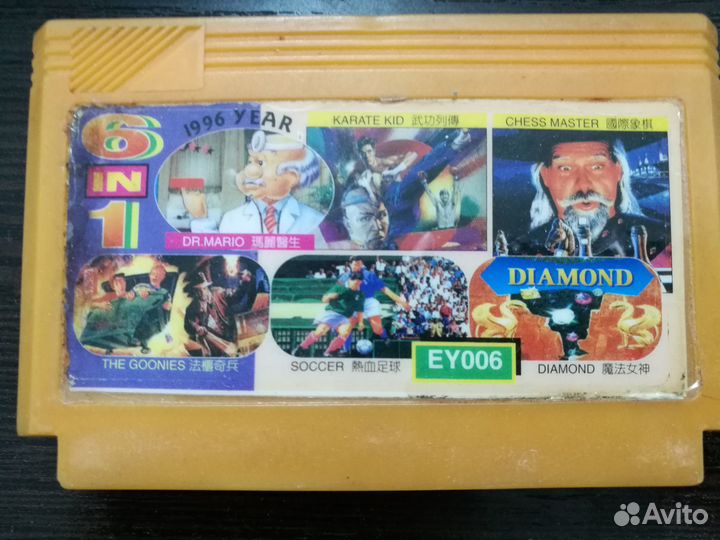 6
IN
1
1996 YEAR
KARATE KID 武功列傳
CHESS MASTER 國際象棋
DR.MARIO 瑪麗醫生
DIAMOND
THE GOONIES 法櫃奇兵
SOCCER 熱血足球
EY006
DIAMOND 魔法女神
Avito